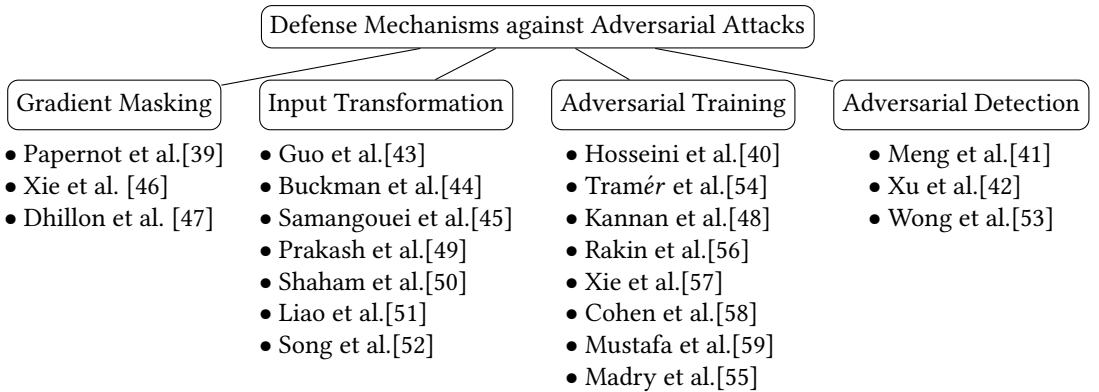 Defense Mechanisms against Adversarial Attacks
Gradient Masking
• Papernot et al.[39]
• Xie et al. [46]
• Dhillon et al. [47]
Input Transformation
• Guo et al.[43]
• Buckman et al.[44]
• Samangouei et al.[45]
• Prakash et al.[49]
• Shaham et al.[50]
• Liao et al.[51]
• Song et al.[52]
Adversarial Training
• Hosseini et al.[40]
• Tramér et al.[54]
• Kannan et al.[48]
• Rakin et al.[56]
• Xie et al.[57]
• Cohen et al.[58]
• Mustafa et al.[59]
• Madry et al.[55]
Adversarial Detection
• Meng et al.[41]
• Xu et al.[42]
• Wong et al.[53]